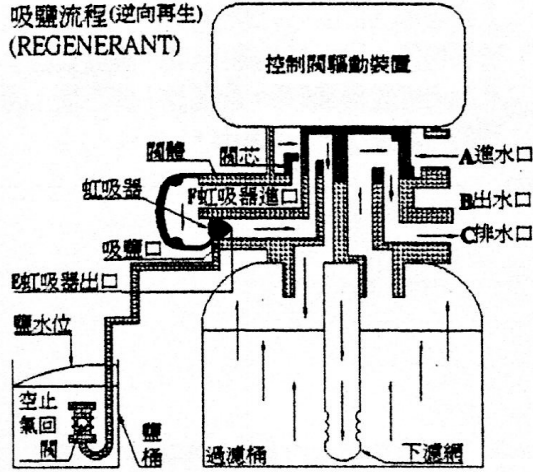 吸鹽流程(逆向再生)
(REGENERANT)
控制閥驅動裝置
閥體
閥芯
A進水口
虹吸器
F虹吸器進口
B出水口
C排水口
吸鹽口
E虹吸器出口
鹽水位
空止
氣回
閥
鹽
桶
過濾桶
下濾網